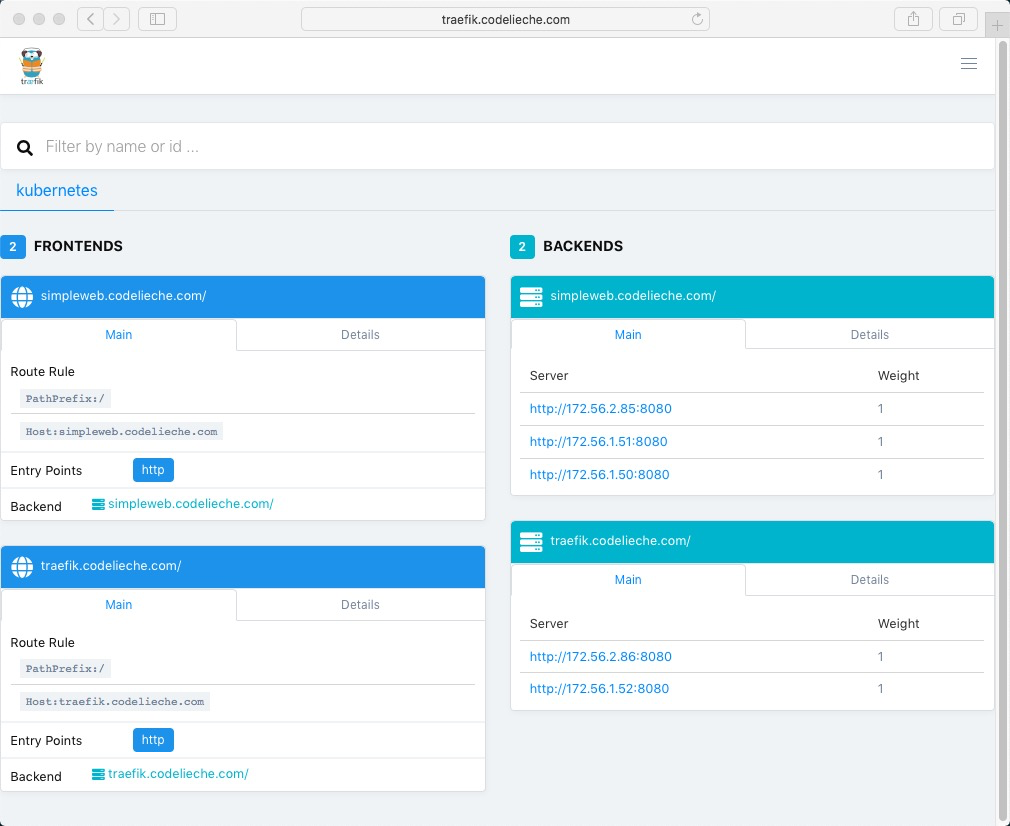 traefik.codelieche.com
træfik
Filter by name or id ...
kubernetes
2 FRONTENDS
simpleweb.codelieche.com/
Main Details
Route Rule
PathPrefix:/
Host:simpleweb.codelieche.com
Entry Points http
Backend simpleweb.codelieche.com/
traefik.codelieche.com/
Main Details
Route Rule
PathPrefix:/
Host:traefik.codelieche.com
Entry Points http
Backend traefik.codelieche.com/
2 BACKENDS
simpleweb.codelieche.com/
Main Details
Server Weight
http://172.56.2.85:8080 1
http://172.56.1.51:8080 1
http://172.56.1.50:8080 1
traefik.codelieche.com/
Main Details
Server Weight
http://172.56.2.86:8080 1
http://172.56.1.52:8080 1